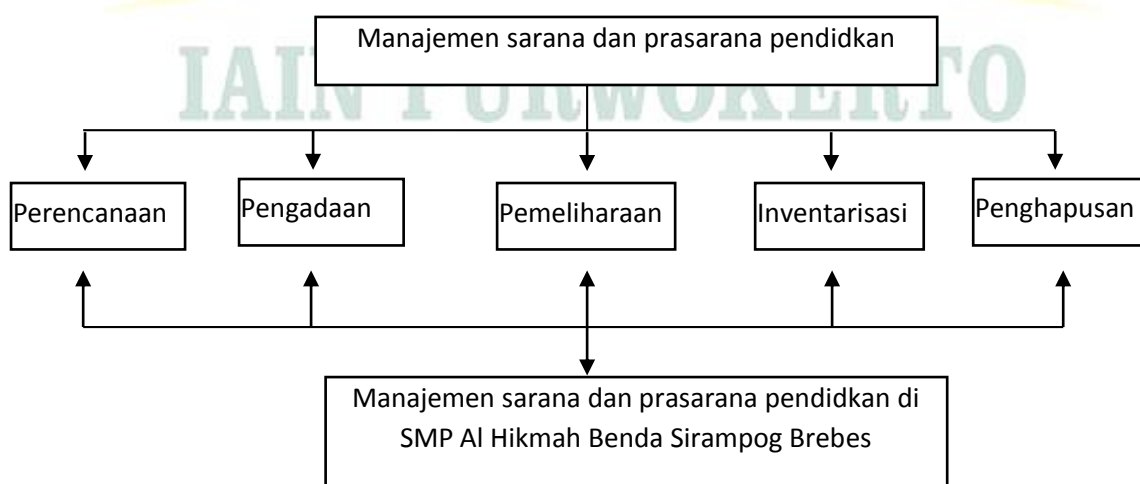 Manajemen sarana dan prasarana pendidkan
IAIN PURWOKERTO
Perencanaan
Pengadaan
Pemeliharaan
Inventarisasi
Penghapusan
Manajemen sarana dan prasarana pendidkan di
SMP Al Hikmah Benda Sirampog Brebes